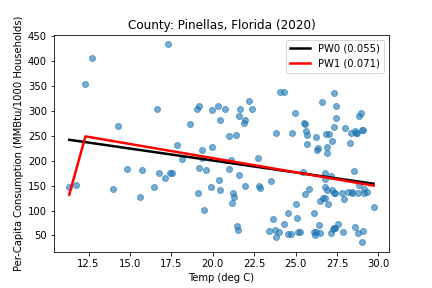 County: Pinellas, Florida (2020)
PW0 (0.055)
PW1 (0.071)
Per-Capita Consumption (MMBtu/1000 Households)
450
400
350
300
250
200
150
100
50
12.5 15.0 17.5 20.0 22.5 25.0 27.5 30.0
Temp (deg C)